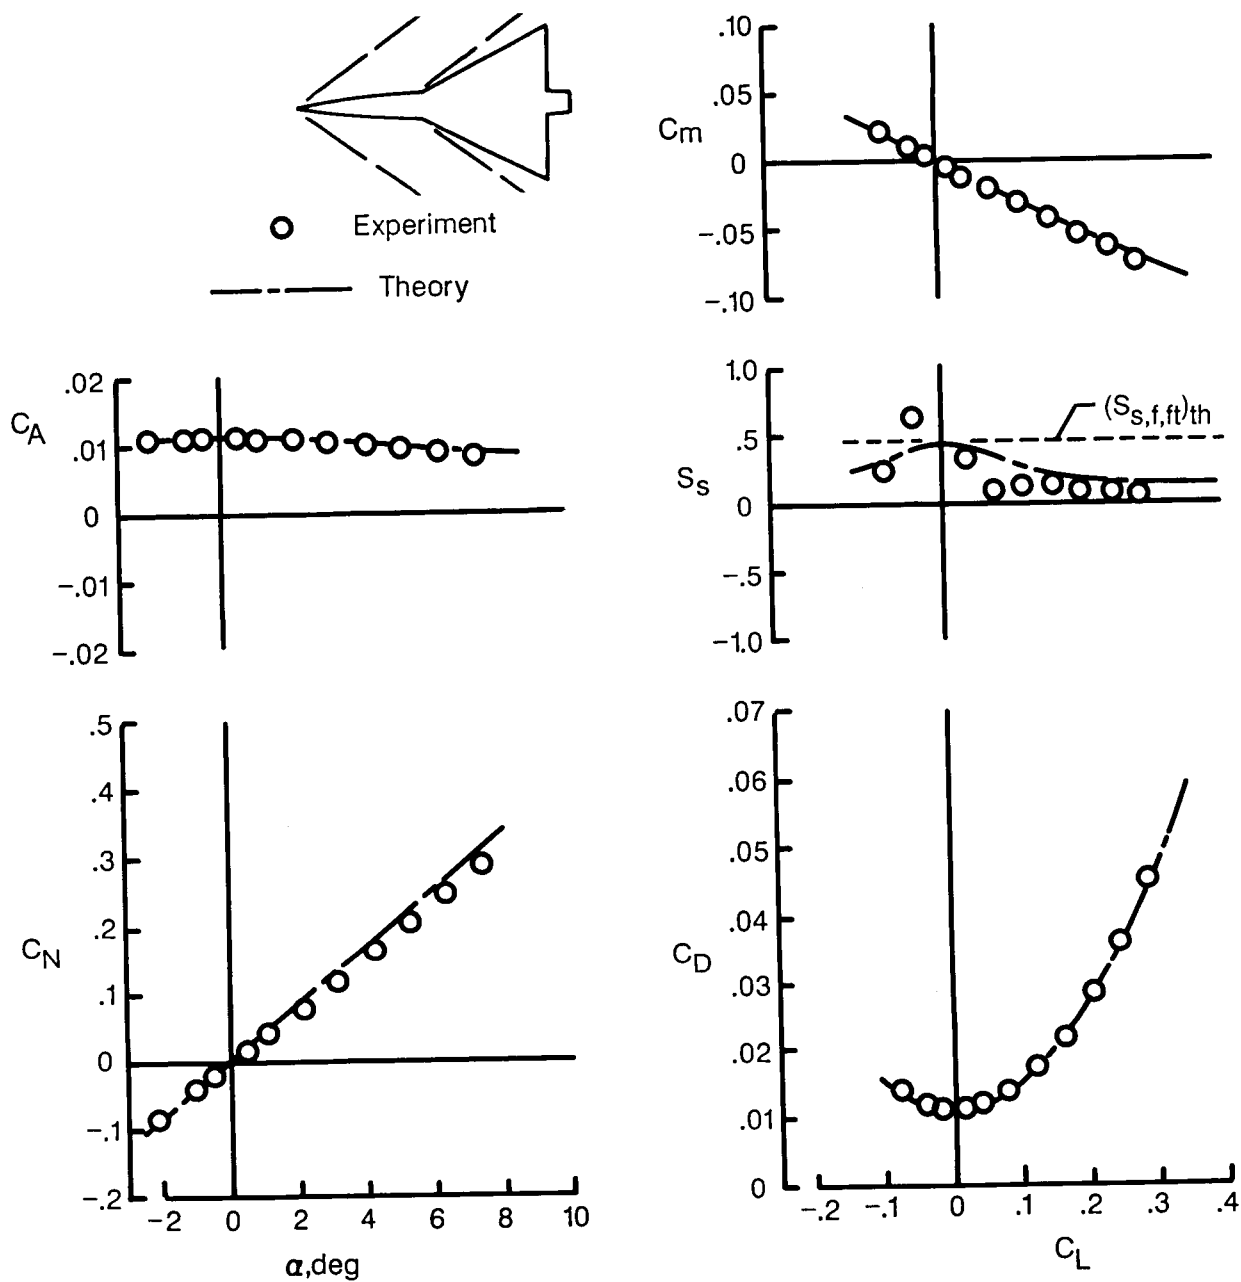 Experiment
Theory
.10
.05
Cm
0
-.05
-.10
.02
CA
.01
0
-.01
-.02
1.0
(Ss,f,ft)th
.5
Ss
0
-.5
-1.0
.5
.4
.3
.2
CN
.1
0
-.1
-.2
-2 0 2 4 6 8 10
α,deg
.07
.06
.05
.04
CD
.03
.02
.01
0
-.2 -.1 0 .1 .2 .3 .4
CL